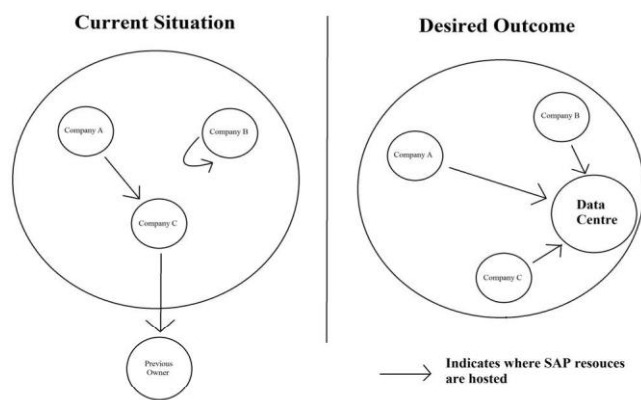 Current Situation
Company A
Company B
Company C
Previous
Owner
Desired Outcome
Company B
Company A
Data
Centre
Company C
Indicates where SAP resouces
are hosted